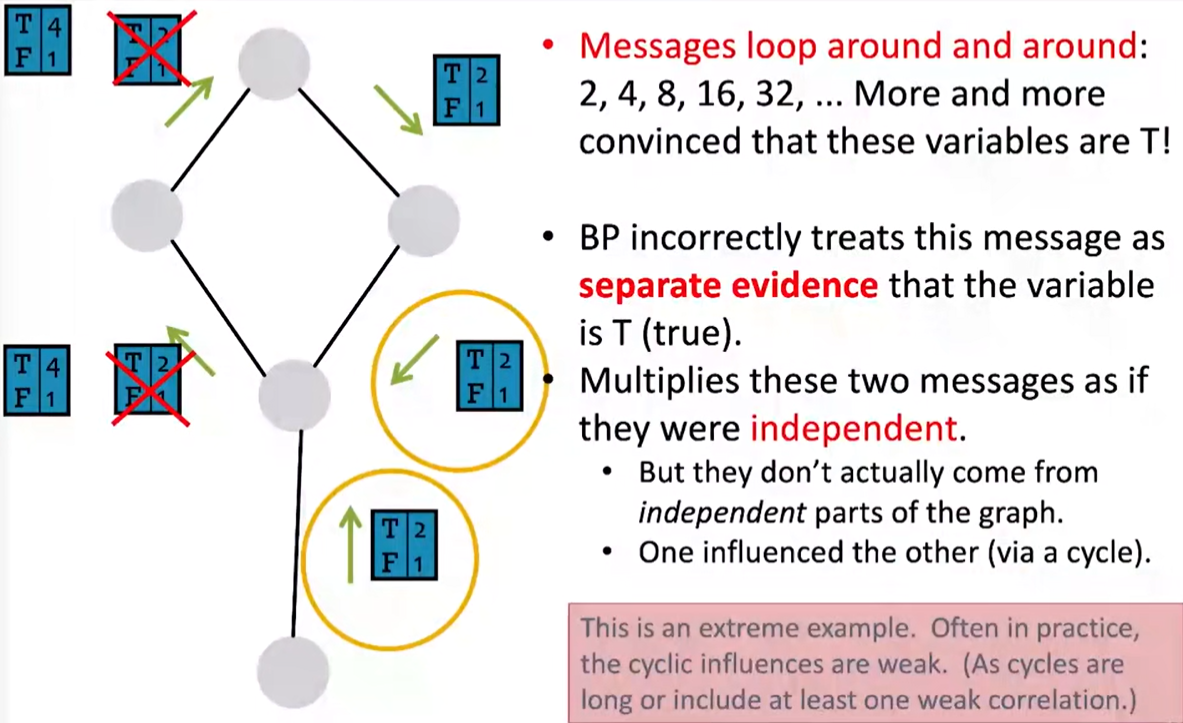 T 4
F 1
T 2
F 1
T 2
F 1
T 4
F 1
T 2
F 1
T 2
F 1
T 2
F 1
• Messages loop around and around:
2, 4, 8, 16, 32, ... More and more
convinced that these variables are T!
• BP incorrectly treats this message as
separate evidence that the variable
is T (true).
• Multiplies these two messages as if
they were independent.
• But they don’t actually come from
independent parts of the graph.
• One influenced the other (via a cycle).
This is an extreme example. Often in practice,
the cyclic influences are weak. (As cycles are
long or include at least one weak correlation.)